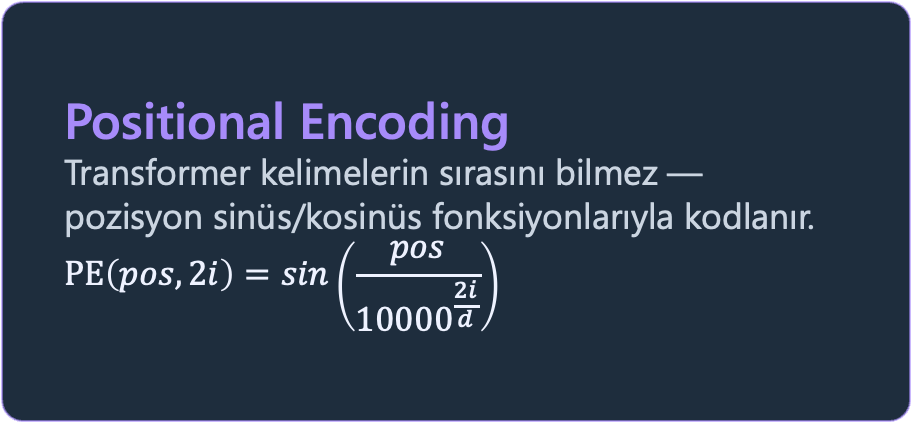 Positional Encoding
Transformer kelimelerin sırasını bilmez —
pozisyon sinüs/kosinüs fonksiyonlarıyla kodlanır.
PE(pos, 2i) = sin(pos / 10000^(2i/d))